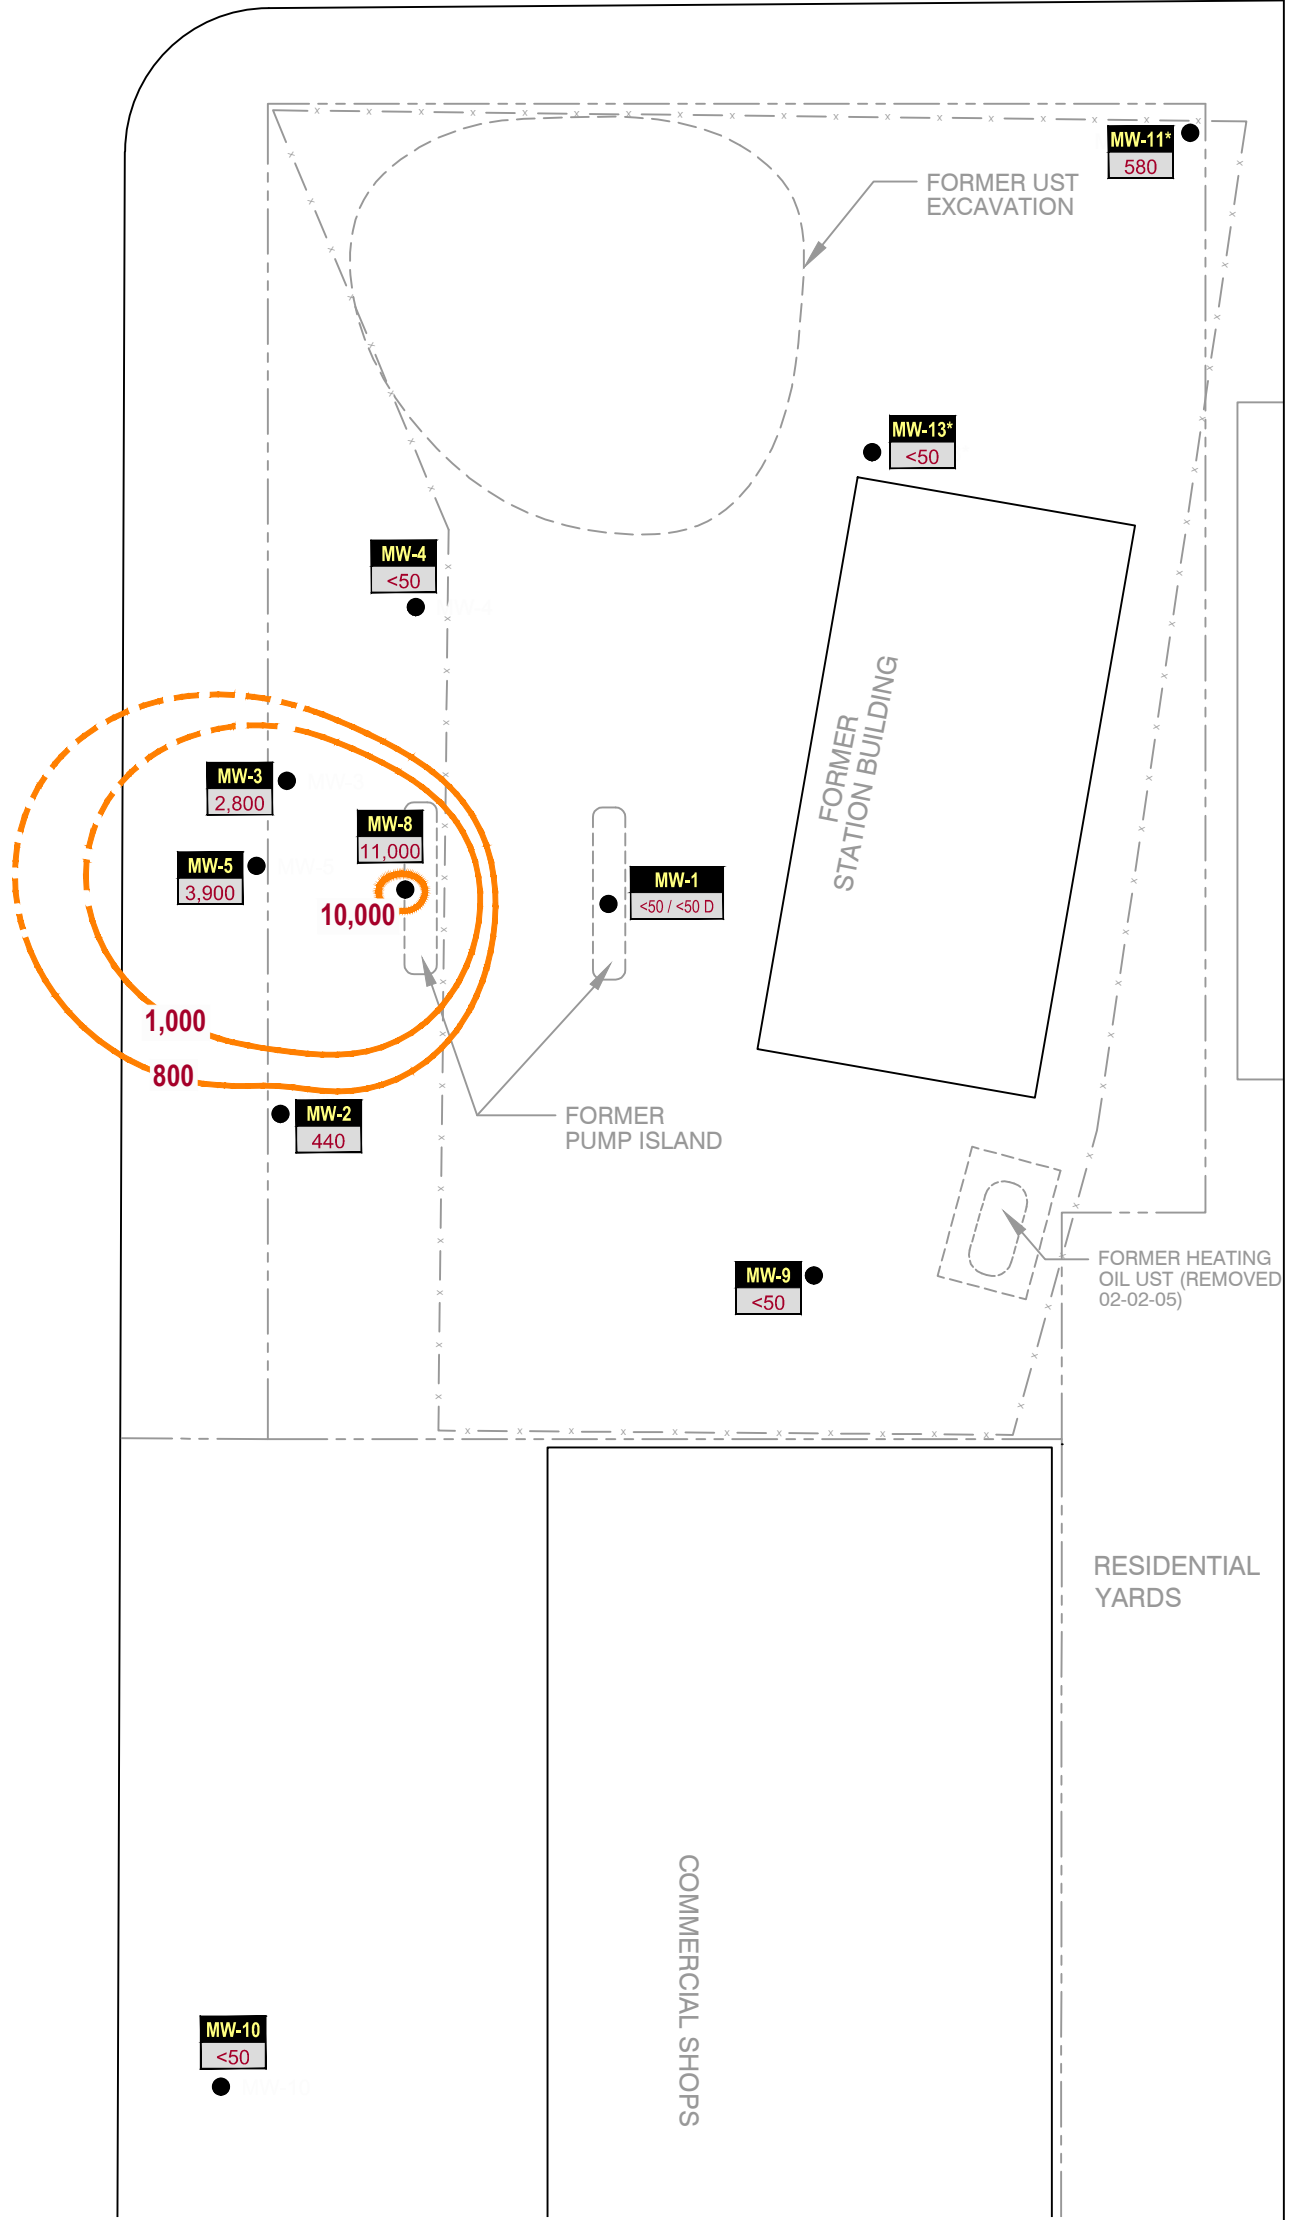 MW-11*
580
FORMER UST
EXCAVATION
MW-13*
<50
MW-4
<50
FORMER
STATION BUILDING
MW-3
2,800
MW-8
11,000
MW-5
3,900
MW-1
<50 / <50 D
10,000
1,000
800
MW-2
440
FORMER
PUMP ISLAND
MW-9
<50
FORMER HEATING
OIL UST (REMOVED
02-02-05)
RESIDENTIAL
YARDS
COMMERCIAL SHOPS
MW-10
<50